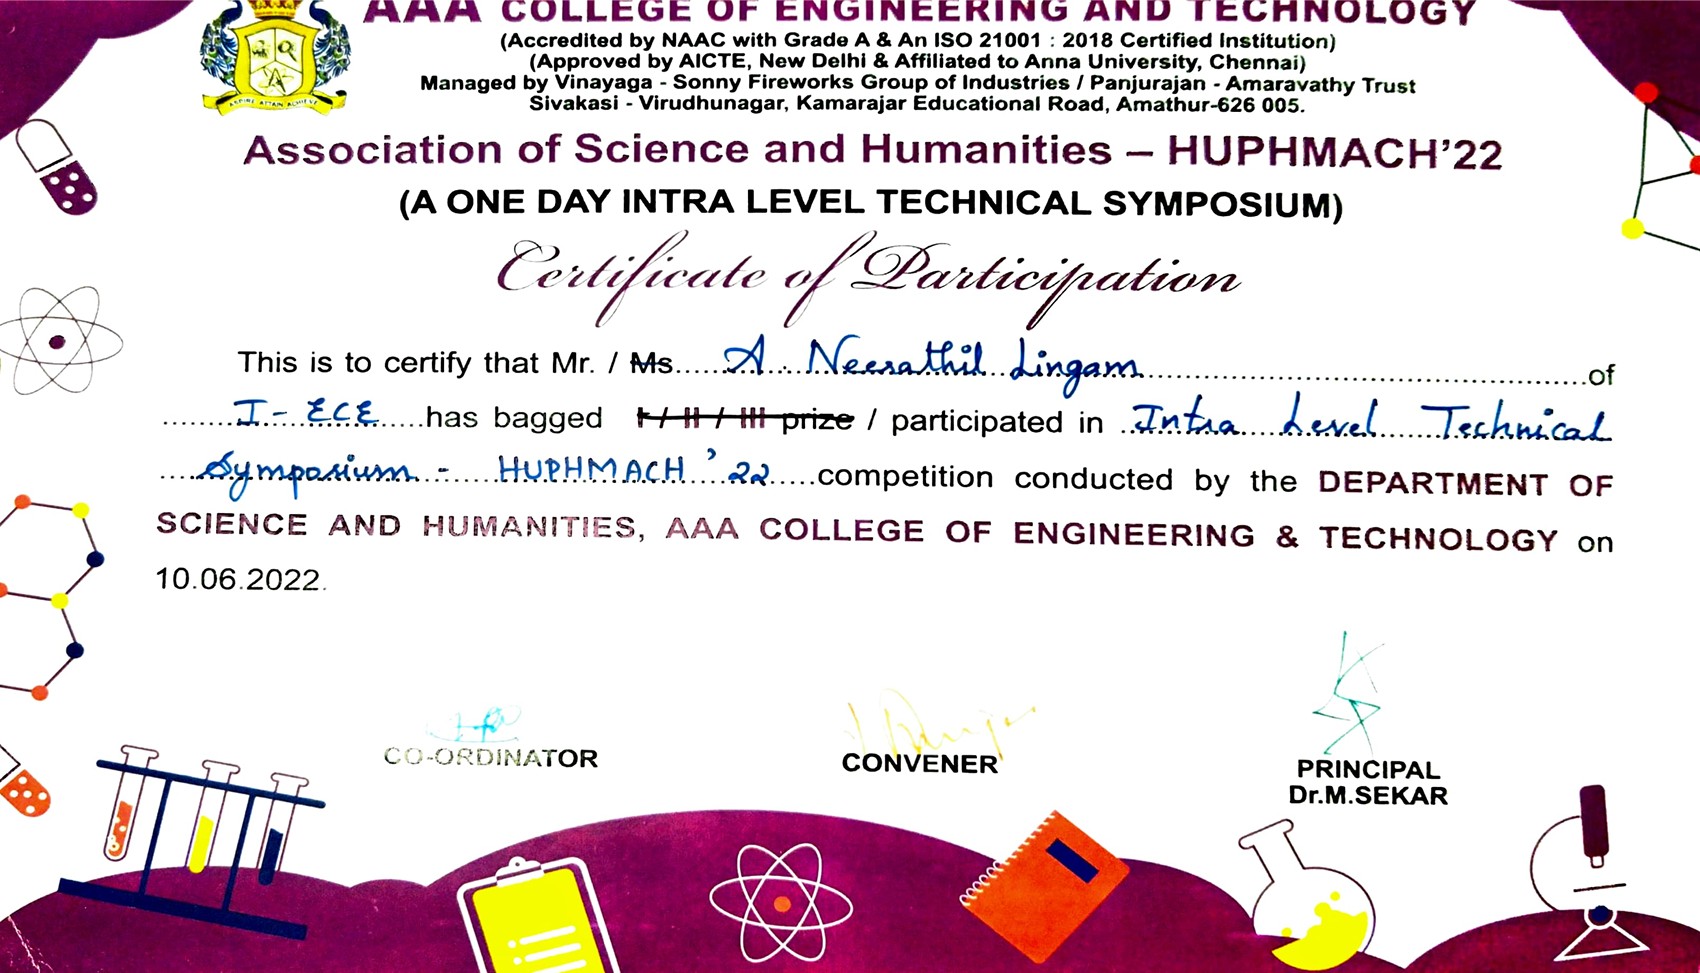 AAA COLLEGE OF ENGINEERING AND TECHNOLOGY
(Accredited by NAAC with Grade A & An ISO 21001 : 2018 Certified Institution)
(Approved by AICTE, New Delhi & Affiliated to Anna University, Chennai)
Managed by Vinayaga - Sonny Fireworks Group of Industries / Panjurajan - Amaravathy Trust
Sivakasi - Virudhunagar, Kamarajar Educational Road, Amathur-626 005.
ASPIRE ATTAIN ACHIEVE
Association of Science and Humanities – HUPHMACH'22
(A ONE DAY INTRA LEVEL TECHNICAL SYMPOSIUM)
Certificate of Participation
This is to certify that Mr. / Ms. A. Neerathil Lingam of
I - ECE has bagged I / II / III prize / participated in Intra Level Technical
Symposium - HUPHMACH '22 competition conducted by the DEPARTMENT OF
SCIENCE AND HUMANITIES, AAA COLLEGE OF ENGINEERING & TECHNOLOGY on
10.06.2022.
CO-ORDINATOR
CONVENER
PRINCIPAL
Dr.M.SEKAR